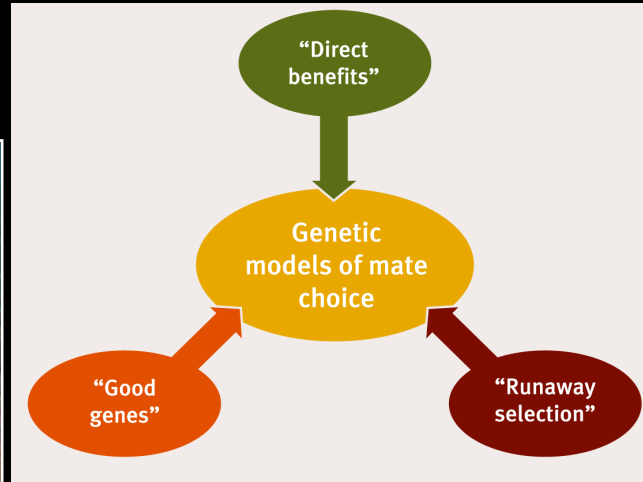 “Direct
benefits”
Genetic
models of mate
choice
“Good
genes”
“Runaway
selection”